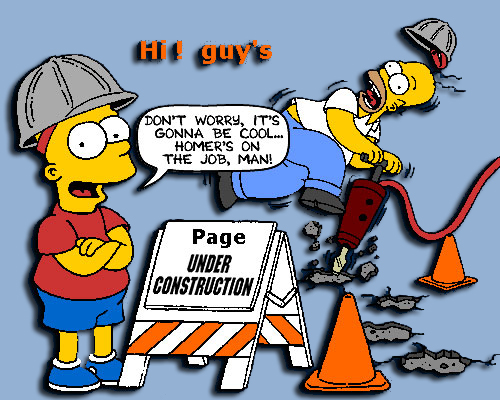 Hi ! guy's
DON'T WORRY, IT'S
GONNA BE COOL...
HOMER'S ON
THE JOB, MAN!
Page
UNDER
CONSTRUCTION